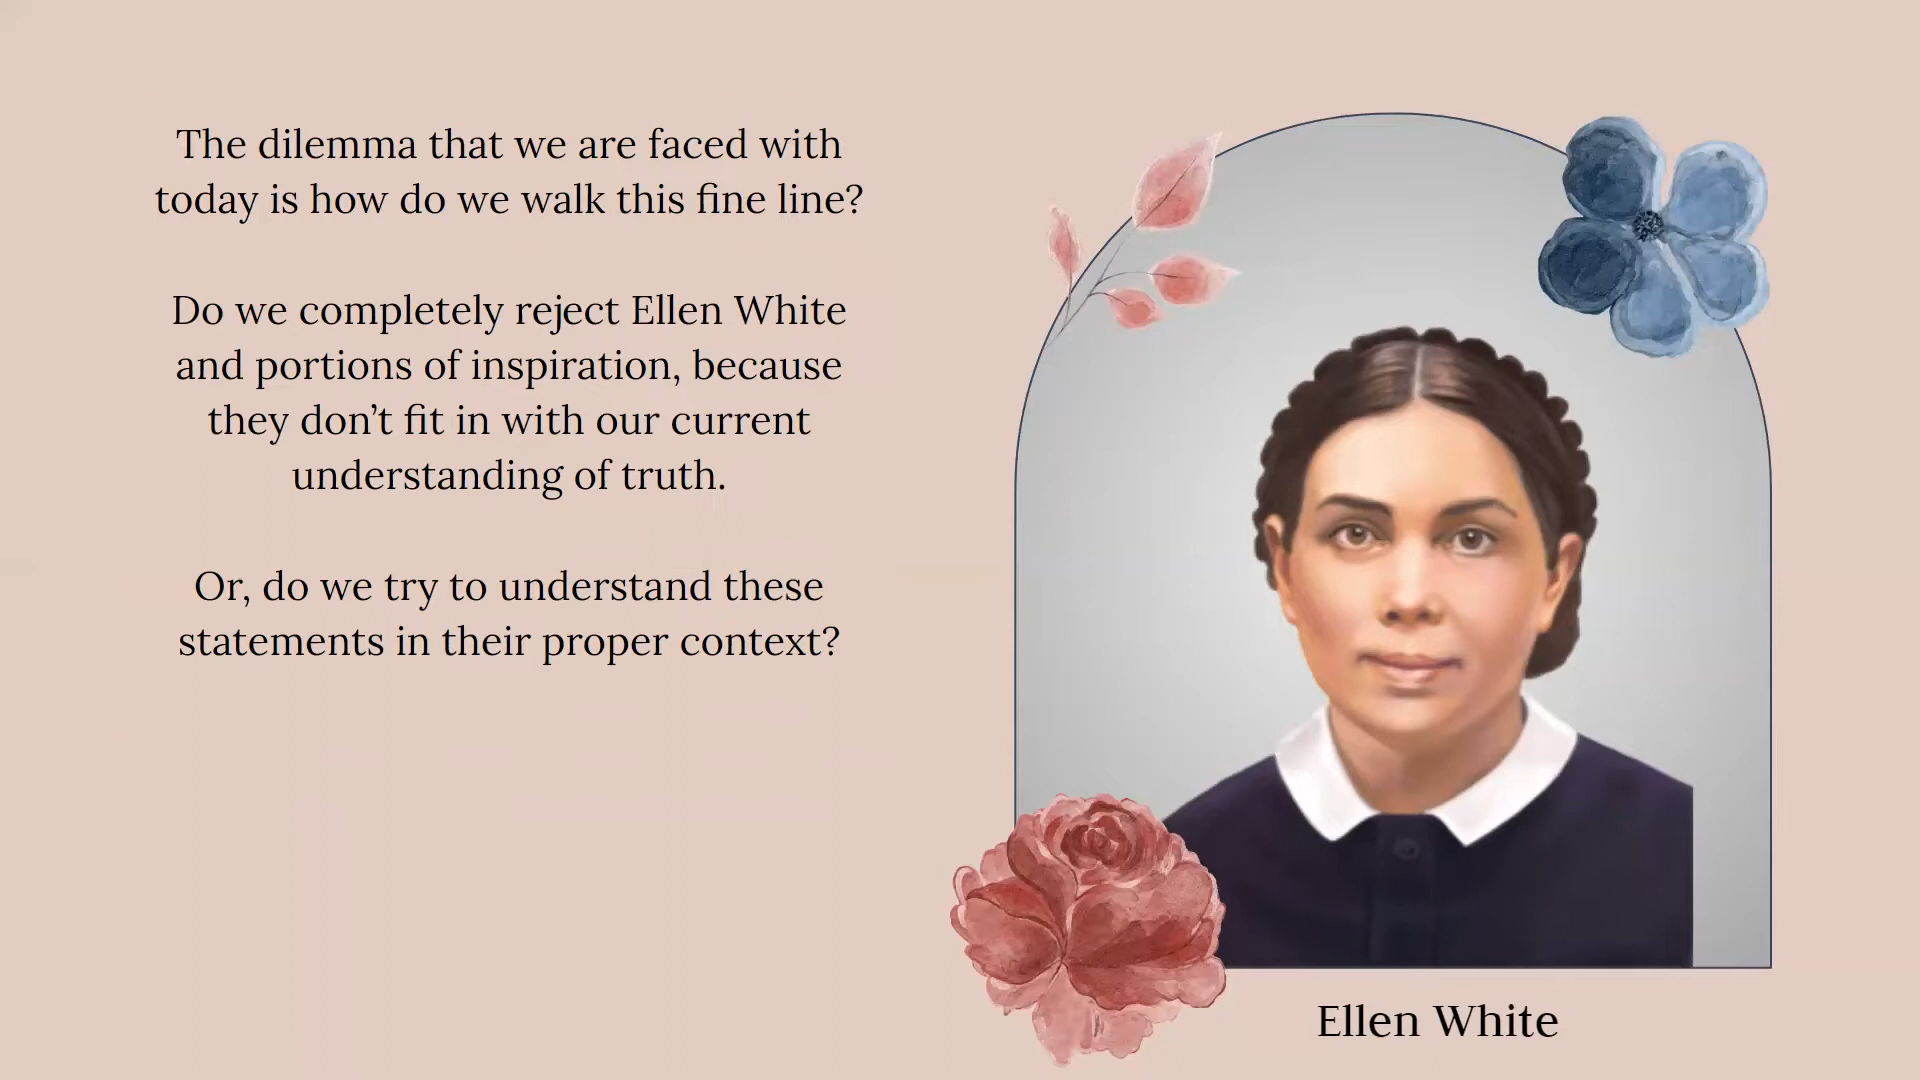 The dilemma that we are faced with
today is how do we walk this fine line?
Do we completely reject Ellen White
and portions of inspiration, because
they don’t fit in with our current
understanding of truth.
Or, do we try to understand these
statements in their proper context?
Ellen White